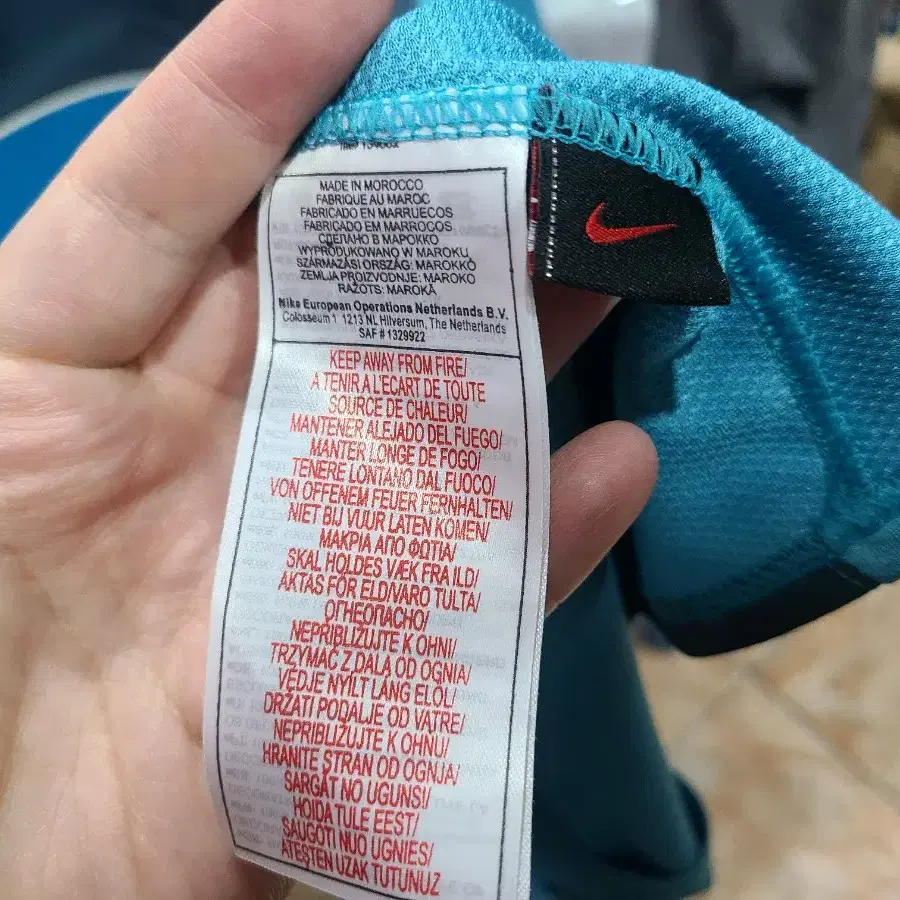 MADE IN MOROCCO
FABRIQUE AU MAROC
FABRICADO EN MARRUECOS
FABRICADO EM MARROCOS
СДЕЛАНО В МАРОККО
WYPRODUKOWANO W MAROKU
SZÁRMAZÁSI ORSZÁG: MAROKKÓ
ZEMLJA PROIZVODNJE: MAROKO
RAŽOTS: MAROKĀ
Nike European Operations Netherlands B.V.
Colosseum 1 1213 NL Hilversum, The Netherlands
SAF # 1329922
KEEP AWAY FROM FIRE/
A TENIR A L'ECART DE TOUTE
SOURCE DE CHALEUR/
MANTENER ALEJADO DEL FUEGO/
MANTER LONGE DE FOGO/
TENERE LONTANO DAL FUOCO/
VON OFFENEM FEUER FERNHALTEN/
NIET BIJ VUUR LATEN KOMEN/
ΜΑΚΡΙΑ ΑΠΟ ΦΩΤΙΑ/
SKAL HOLDES VÆK FRA ILD/
AKTAS FÖR ELD/VARO TULTA/
ОГНЕОПАСНО/
NEPRIBLIŽUJTE K OHNI/
TRZYMAĆ Z DALA OD OGNIA/
VEDJE NYÍLT LÁNG ELŐL/
DRŽATI PODALJE OD VATRE/
NEPRIBLIŽUJTE K OHNU/
HRANITE STRAN OD OGNJA/
SARGĀT NO UGUNS!/
HOIDA TULE EEST/
SAUGOTI NUO UGNIES/
ATEŞTEN UZAK TUTUNUZ